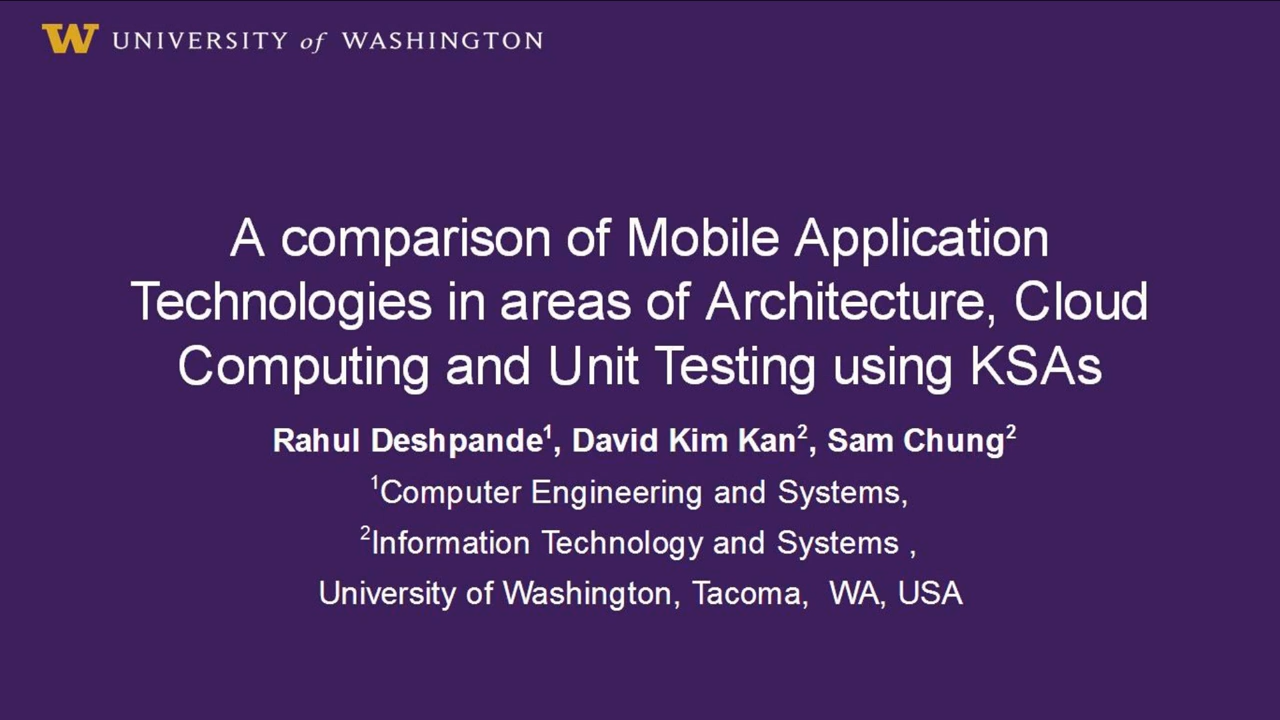 W UNIVERSITY of WASHINGTON
A comparison of Mobile Application
Technologies in areas of Architecture, Cloud
Computing and Unit Testing using KSAs
Rahul Deshpande¹, David Kim Kan², Sam Chung²
¹Computer Engineering and Systems,
²Information Technology and Systems ,
University of Washington, Tacoma,  WA, USA